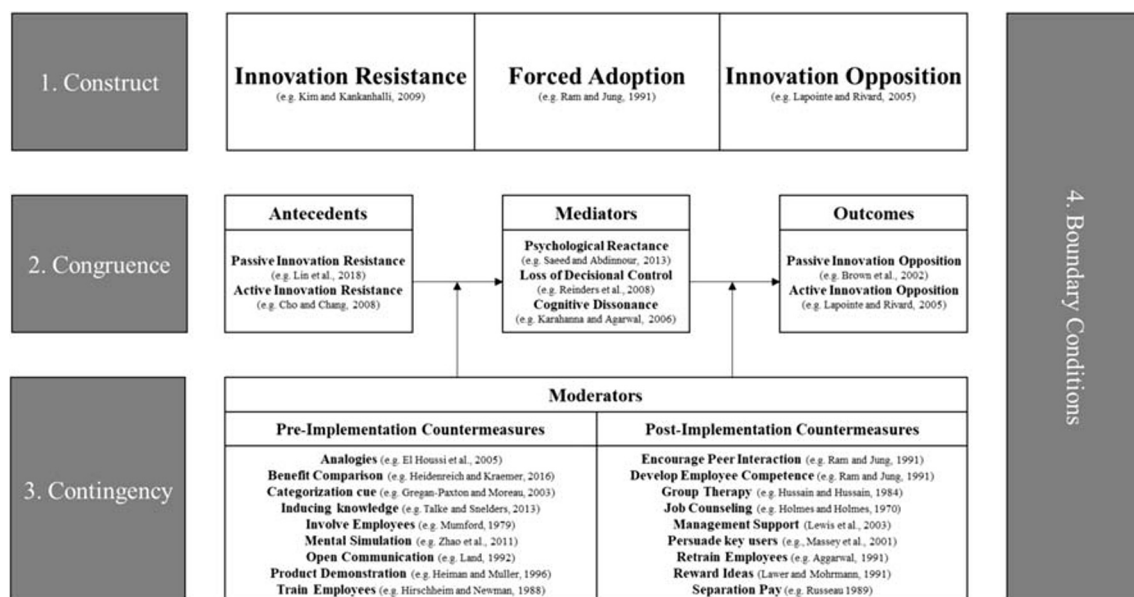 1. Construct
Innovation Resistance
(e.g. Kim and Kankanhalli, 2009)
Forced Adoption
(e.g. Ram and Jung, 1991)
Innovation Opposition
(e.g. Lapointe and Rivard, 2005)
2. Congruence
Antecedents
Passive Innovation Resistance
(e.g. Lin et al., 2018)
Active Innovation Resistance
(e.g. Cho and Chang, 2008)
Mediators
Psychological Reactance
(e.g. Saeed and Abdinnour, 2013)
Loss of Decisional Control
(e.g. Reinders et al., 2008)
Cognitive Dissonance
(e.g. Karahanna and Agarwal, 2006)
Outcomes
Passive Innovation Opposition
(e.g. Brown et al., 2002)
Active Innovation Opposition
(e.g. Lapointe and Rivard, 2005)
3. Contingency
Moderators
Pre-Implementation Countermeasures
Analogies (e.g. El Houssi et al., 2005)
Benefit Comparison (e.g. Heidenreich and Kraemer, 2016)
Categorization cue (e.g. Gregan-Paxton and Moreau, 2003)
Inducing knowledge (e.g. Talke and Snelders, 2013)
Involve Employees (e.g. Mumford, 1979)
Mental Simulation (e.g. Zhao et al., 2011)
Open Communication (e.g. Land, 1992)
Product Demonstration (e.g. Heiman and Muller, 1996)
Train Employees (e.g. Hirschheim and Newman, 1988)
Post-Implementation Countermeasures
Encourage Peer Interaction (e.g. Ram and Jung, 1991)
Develop Employee Competence (e.g. Ram and Jung, 1991)
Group Therapy (e.g. Hussain and Hussain, 1984)
Job Counseling (e.g. Holmes and Holmes, 1970)
Management Support (Lewis et al., 2003)
Persuade key users (e.g., Massey et al., 2001)
Retrain Employees (e.g. Aggarwal, 1991)
Reward Ideas (Lawer and Mohrmann, 1991)
Separation Pay (e.g. Russeau 1989)
4. Boundary Conditions